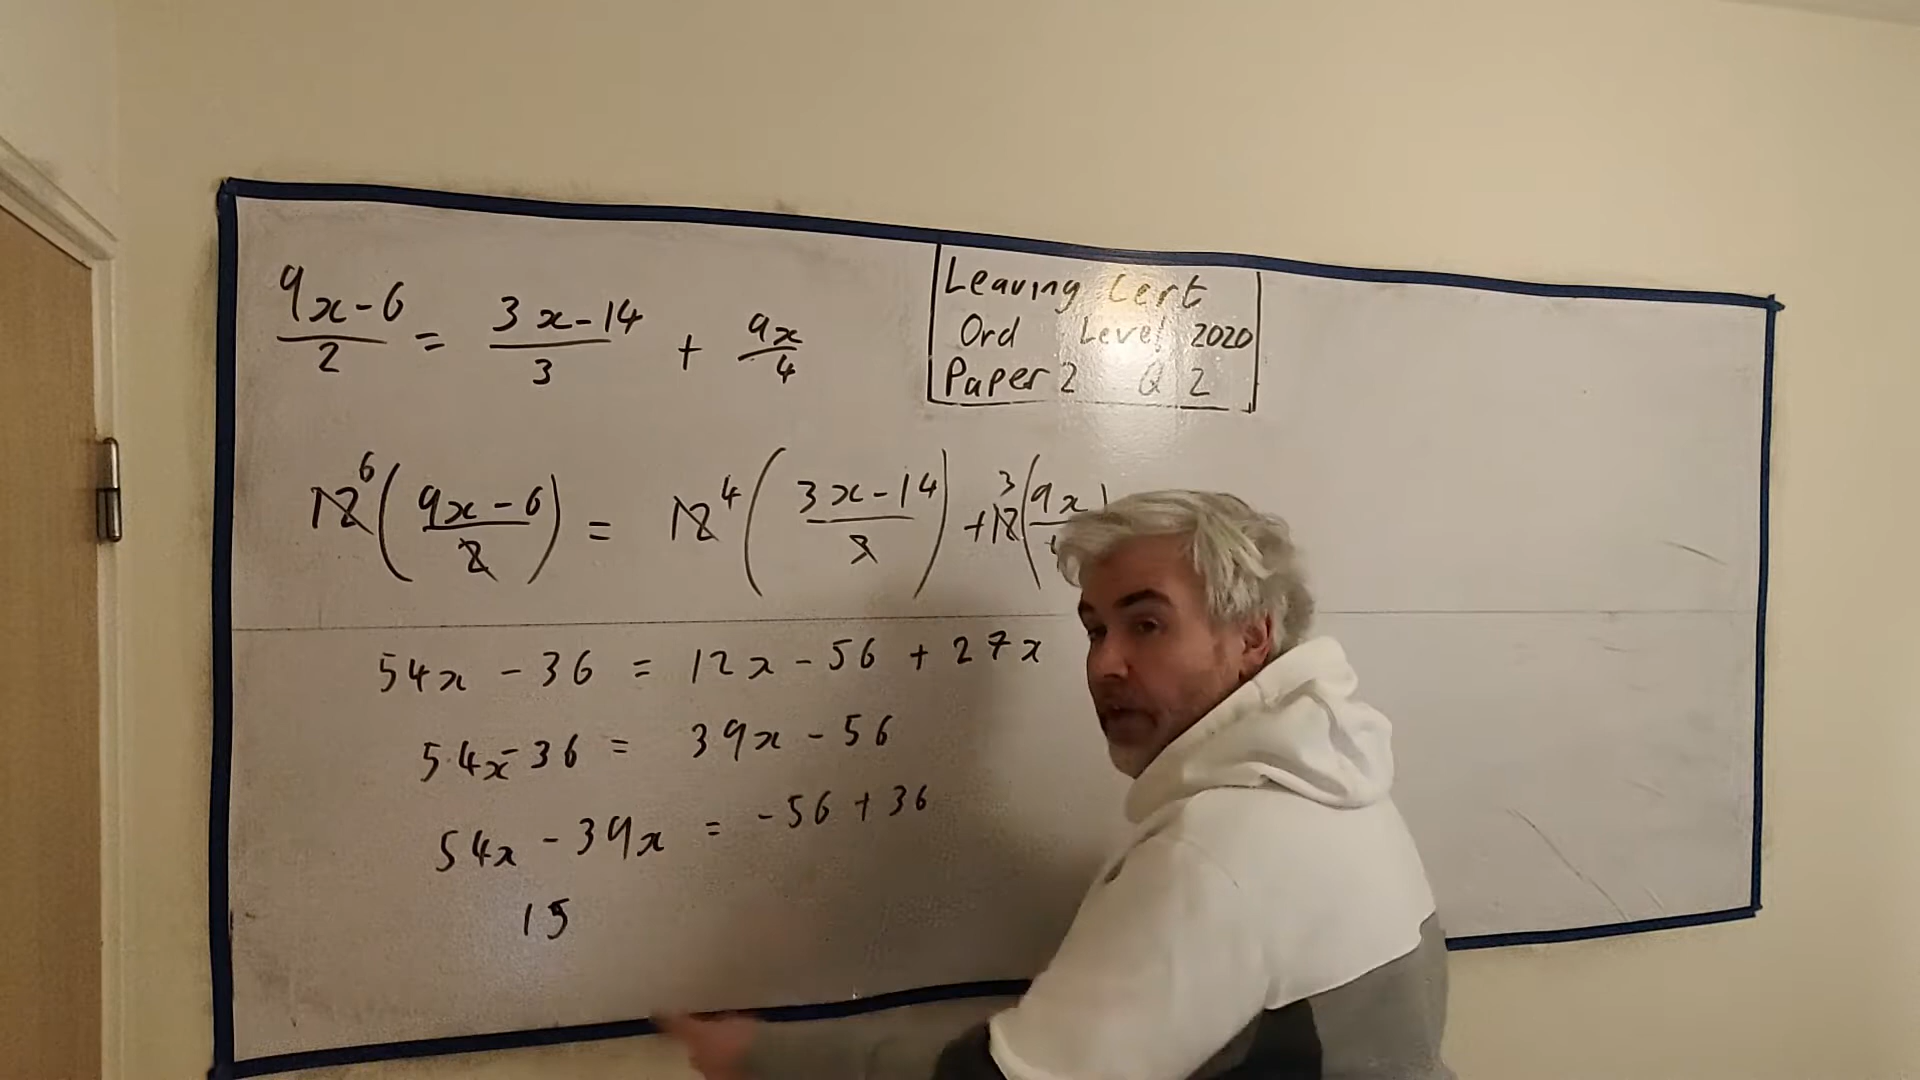 9x-6/2 = 3x-14/3 + 9x/4
Leaving Cert
Ord Level 2020
Paper 2 Q 2
12 6 (9x-6/2) = 12 4 (3x-14/3) + 12 3 (9x
54x - 36 = 12x - 56 + 27x
54x - 36 = 39x - 56
54x - 39x = -56 + 36
15